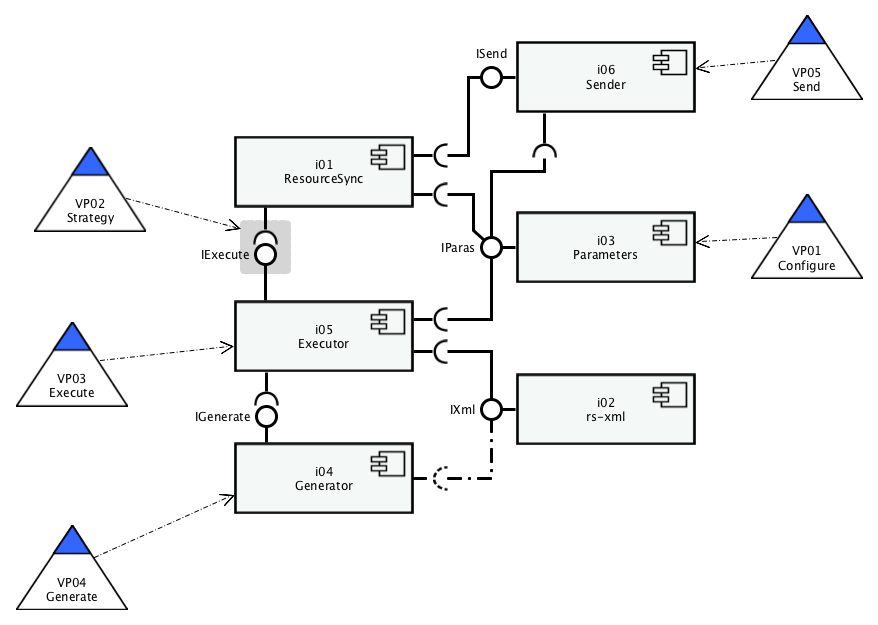 ISend
i06
Sender
VP05
Send
i01
ResourceSync
VP02
Strategy
IExecute
IParas
i03
Parameters
VP01
Configure
i05
Executor
VP03
Execute
IGenerate
IXml
i02
rs-xml
i04
Generator
VP04
Generate